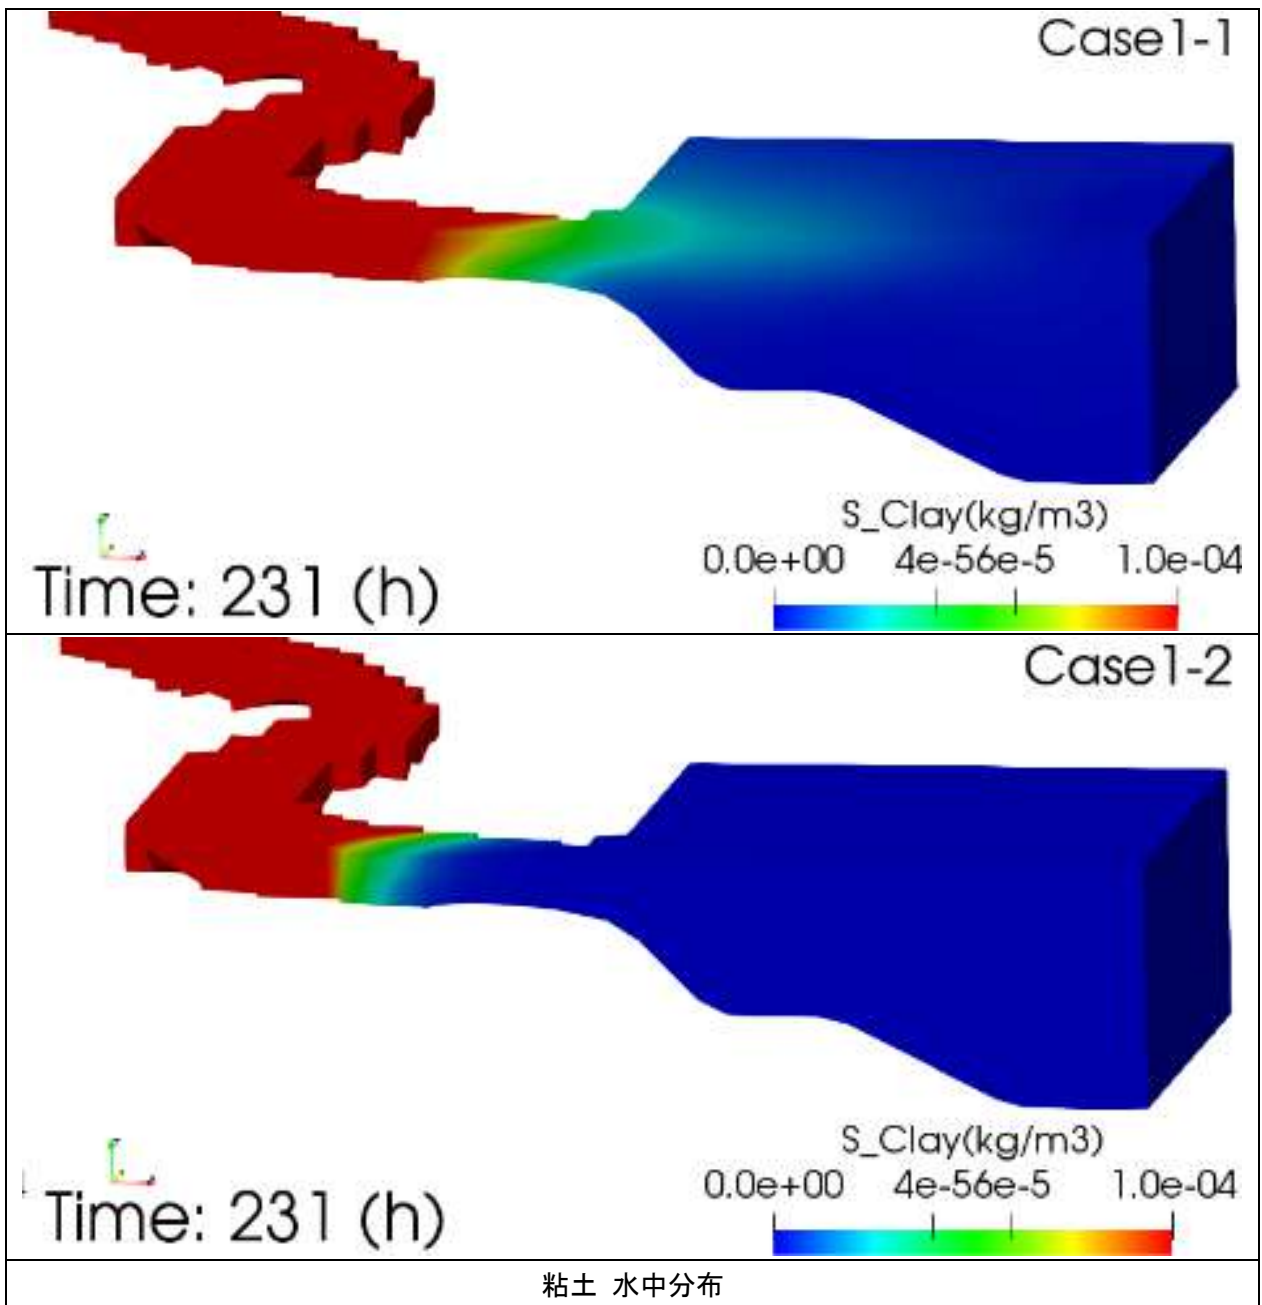 Case1-1
S_Clay(kg/m3)
0.0e+00 4e-56e-5 1.0e-04
Time: 231 (h)
Case1-2
S_Clay(kg/m3)
0.0e+00 4e-56e-5 1.0e-04
Time: 231 (h)
粘土 水中分布